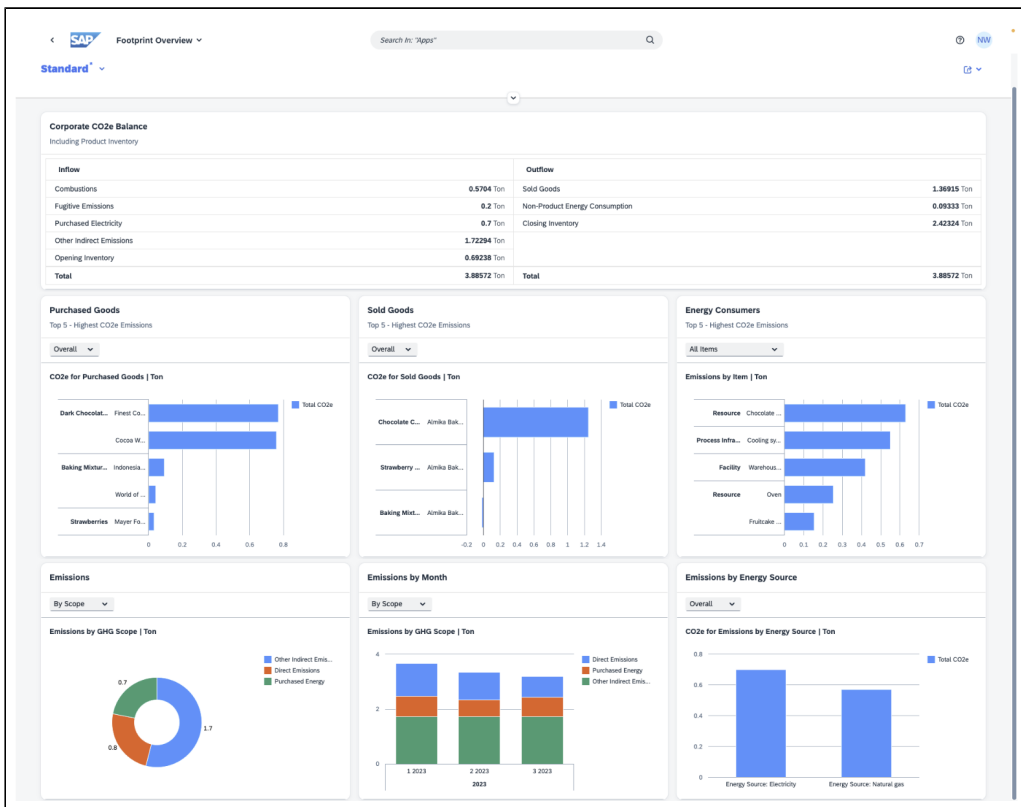 SAP Footprint Overview
Search In: "Apps"
NW
Standard*
Corporate CO2e Balance
Including Product Inventory
Inflow
Combustions 0.5704 Ton
Fugitive Emissions 0.2 Ton
Purchased Electricity 0.7 Ton
Other Indirect Emissions 1.72294 Ton
Opening Inventory 0.69238 Ton
Total 3.88572 Ton
Outflow
Sold Goods 1.36915 Ton
Non-Product Energy Consumption 0.09333 Ton
Closing Inventory 2.42324 Ton
Total 3.88572 Ton
Purchased Goods
Top 5 - Highest CO2e Emissions
Overall
CO2e for Purchased Goods | Ton
Total CO2e
Dark Chocolat... Finest Co...
Cocoa W...
Baking Mixtur... Indonesia...
World of ...
Strawberries Mayer Fo...
0 0.2 0.4 0.6 0.8
Sold Goods
Top 5 - Highest CO2e Emissions
Overall
CO2e for Sold Goods | Ton
Total CO2e
Chocolate C... Almika Bak...
Strawberry ... Almika Bak...
Baking Mixt... Almika Bak...
-0.2 0 0.2 0.4 0.6 0.8 1 1.2 1.4
Energy Consumers
Top 5 - Highest CO2e Emissions
All Items
Emissions by Item | Ton
Total CO2e
Resource Chocolate ...
Process Infra... Cooling sy...
Facility Warehous...
Resource Oven
Fruitcake ...
0 0.1 0.2 0.3 0.4 0.5 0.6 0.7
Emissions
By Scope
Emissions by GHG Scope | Ton
Other Indirect Emis...
Direct Emissions
Purchased Energy
0.7
1.7
0.8
Emissions by Month
By Scope
Emissions by GHG Scope | Ton
Direct Emissions
Purchased Energy
Other Indirect Emis...
4
2
0
1 2023 2 2023 3 2023
2023
Emissions by Energy Source
Overall
CO2e for Emissions by Energy Source | Ton
Total CO2e
0.8
0.6
0.4
0.2
0
Energy Source: Electricity Energy Source: Natural gas